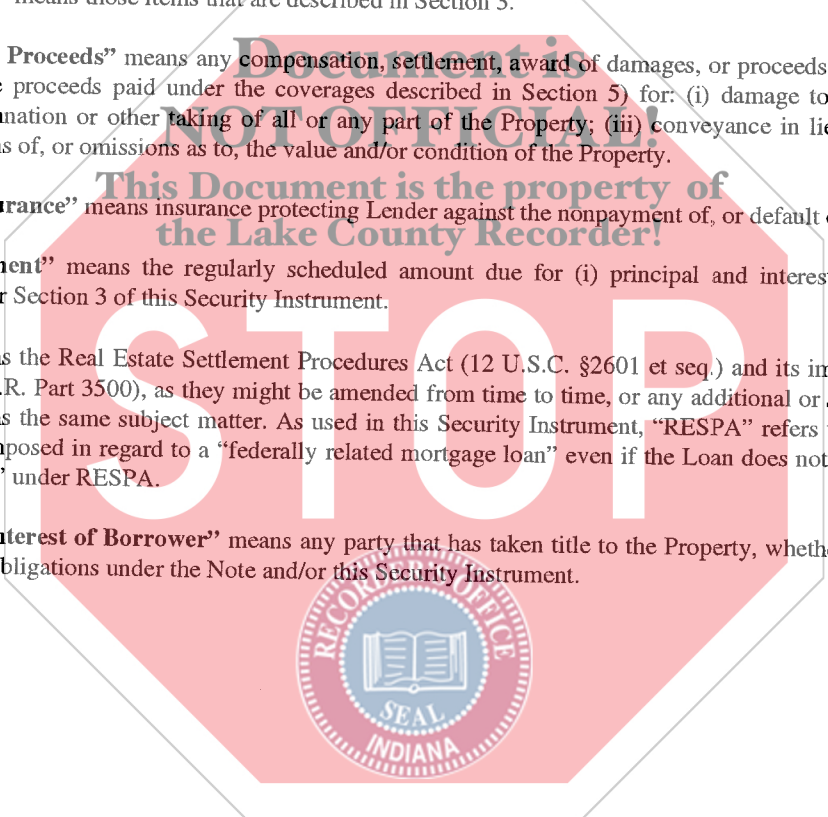 means those items that are described in Section 3.
Proceeds” means any compensation, settlement, award of damages, or proceeds
proceeds paid under the coverages described in Section 5) for: (i) damage to
nation or other taking of all or any part of the Property; (iii) conveyance in lie
s of, or omissions as to, the value and/or condition of the Property.
rance” means insurance protecting Lender against the nonpayment of, or default
nent” means the regularly scheduled amount due for (i) principal and interest
r Section 3 of this Security Instrument.
s the Real Estate Settlement Procedures Act (12 U.S.C. §2601 et seq.) and its im
.R. Part 3500), as they might be amended from time to time, or any additional or
s the same subject matter. As used in this Security Instrument, “RESPA” refers
posed in regard to a “federally related mortgage loan” even if the Loan does not
” under RESPA.
nterest of Borrower” means any party that has taken title to the Property, wheth
bligations under the Note and/or this Security Instrument.
Document is
NOT OFFICIAL!
This Document is the property of
the Lake County Recorder!
STOP
RECORDER'S OFFICE
SEAL
INDIANA